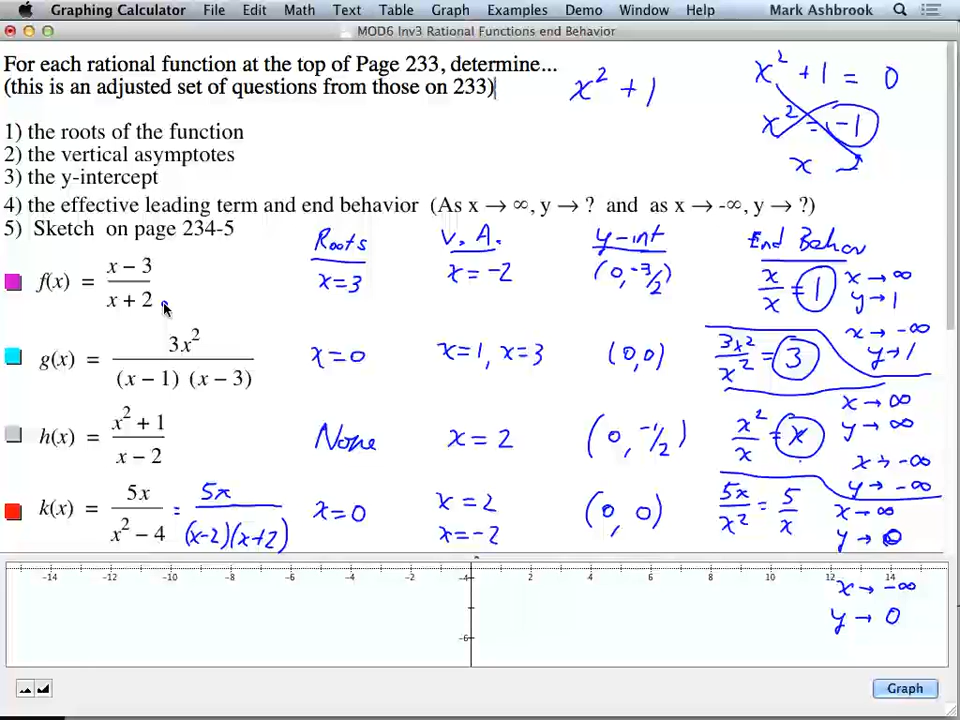 Graphing Calculator File Edit Math Text Table Graph Examples Demo Window Help Mark Ashbrook
MOD6 Inv3 Rational Functions end Behavior
For each rational function at the top of Page 233, determine...
(this is an adjusted set of questions from those on 233)
x² + 1
x² + 1 = 0
x² = -1
x
1) the roots of the function
2) the vertical asymptotes
3) the y-intercept
4) the effective leading term and end behavior (As x → ∞, y → ? and as x → -∞, y → ?)
5) Sketch on page 234-5
Roots V. A. y-int End Behav
f(x) = (x – 3)/(x + 2) x=3 x = -2 (0, -3/2) x/x = 1 x → ∞ y → 1
x → -∞ y → 1
g(x) = 3x²/((x – 1) (x – 3)) x=0 x=1, x=3 (0,0) 3x²/x² = 3
h(x) = (x² + 1)/(x – 2) None x = 2 (0, -1/2) x²/x = x x → ∞ y → ∞
x → -∞ y → -∞
k(x) = 5x/(x² – 4) = 5x/((x-2)(x+2)) x=0 x = 2 x = -2 (0, 0) 5x/x² = 5/x x → ∞ y → 0
x → -∞
y → 0
-14 -12 -10 -8 -6 -4 -2 2 4 6 8 10 12 14
-4
-6
Graph